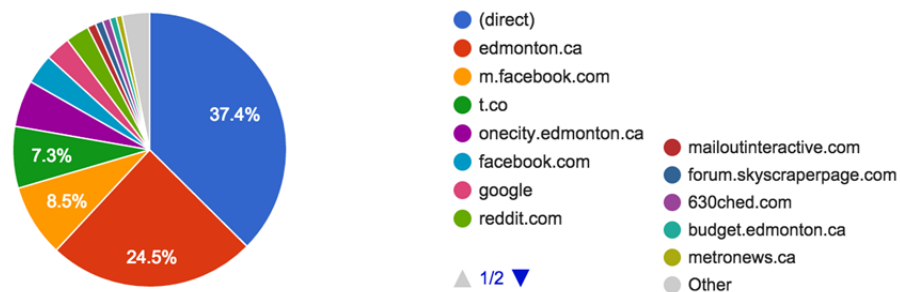 37.4%
7.3%
8.5%
24.5%
(direct)
edmonton.ca
m.facebook.com
t.co
onecity.edmonton.ca
facebook.com
google
reddit.com
1/2
mailoutinteractive.com
forum.skyscraperpage.com
630ched.com
budget.edmonton.ca
metronews.ca
Other